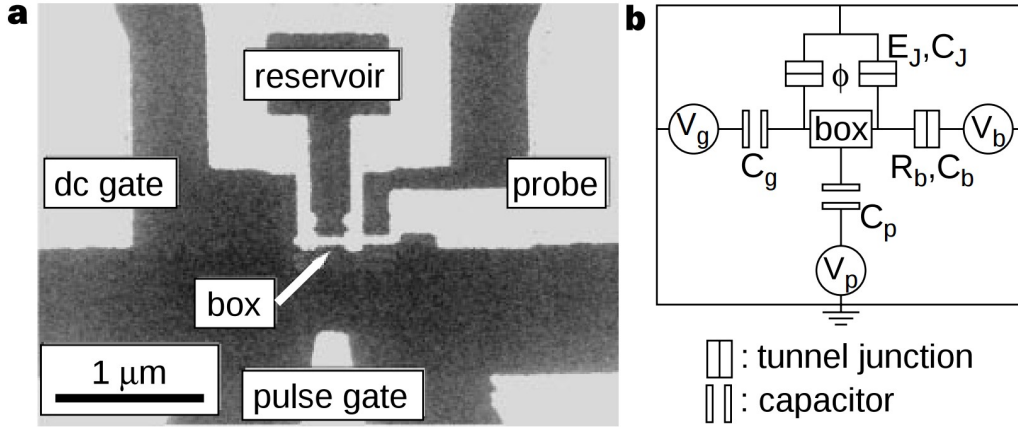 a
reservoir
dc gate
probe
box
1 μm
pulse gate
b
E_J,C_J
ϕ
V_g
box
V_b
C_g
R_b,C_b
C_p
V_p
: tunnel junction
: capacitor